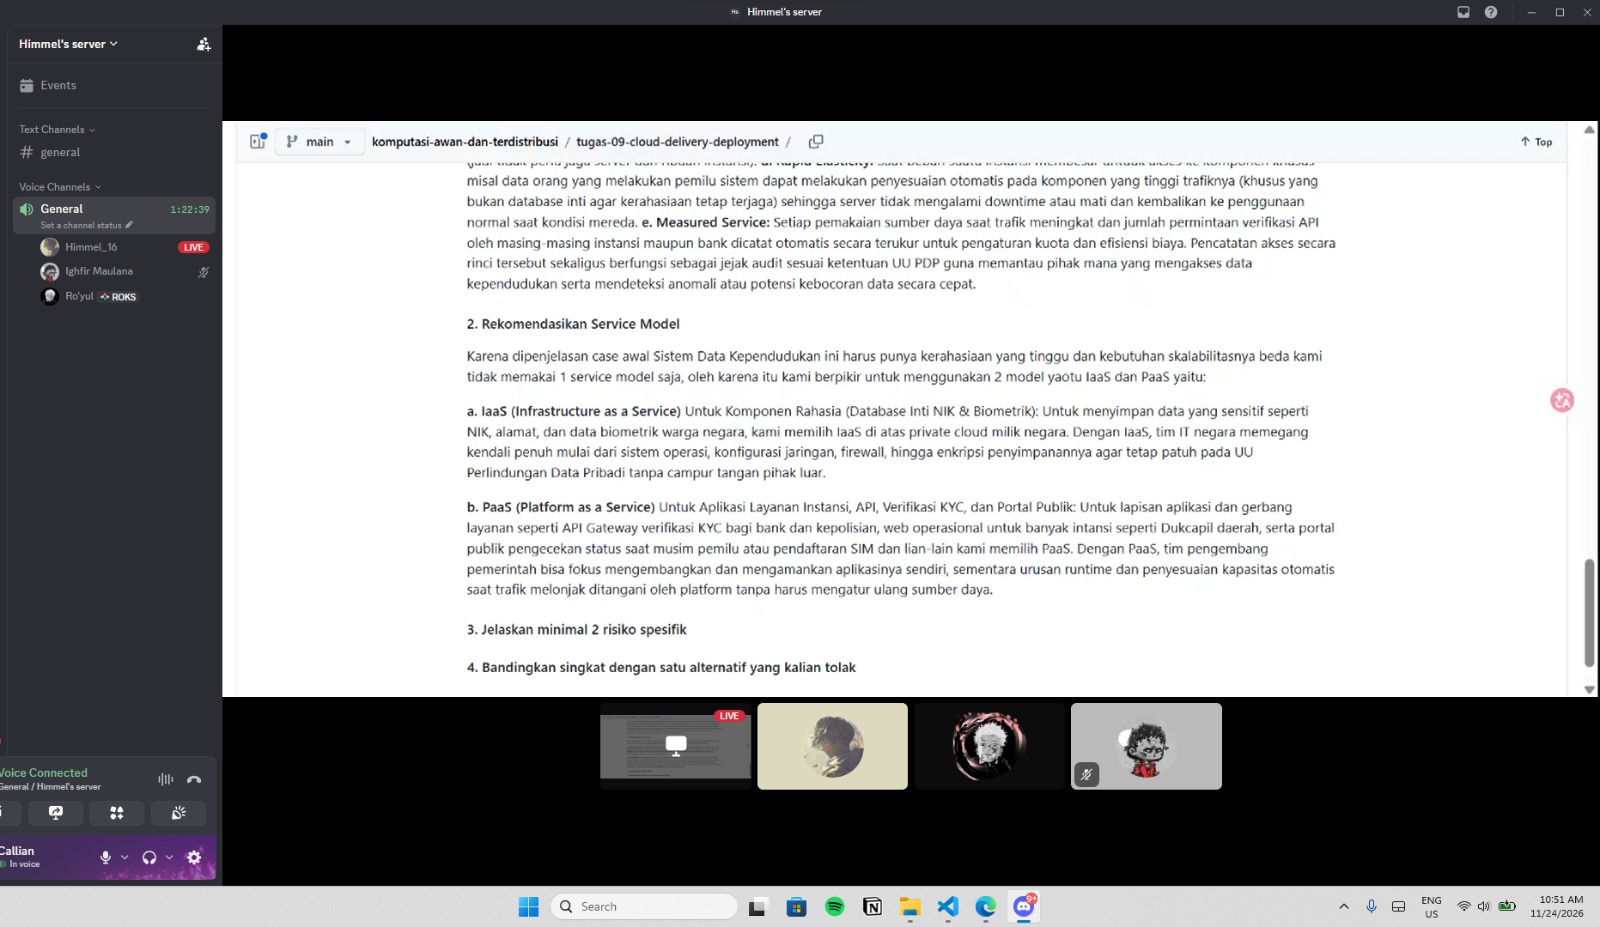 Himmel's server
Himmel's server
Events
Text Channels
general
Voice Channels
General 1:22:39
Set a channel status
Himmel_16 LIVE
Ighfir Maulana
Ro'yul ROKS
Voice Connected
General / Himmel's server
Callian
In voice
main komputasi-awan-dan-terdistribusi / tugas-09-cloud-delivery-deployment / Top
misal data orang yang melakukan pemilu sistem dapat melakukan penyesuaian otomatis pada komponen yang tinggi trafiknya (khusus yang
bukan database inti agar kerahasiaan tetap terjaga) sehingga server tidak mengalami downtime atau mati dan kembalikan ke penggunaan
normal saat kondisi mereda. e. Measured Service: Setiap pemakaian sumber daya saat trafik meningkat dan jumlah permintaan verifikasi API
oleh masing-masing instansi maupun bank dicatat otomatis secara terukur untuk pengaturan kuota dan efisiensi biaya. Pencatatan akses secara
rinci tersebut sekaligus berfungsi sebagai jejak audit sesuai ketentuan UU PDP guna memantau pihak mana yang mengakses data
kependudukan serta mendeteksi anomali atau potensi kebocoran data secara cepat.
2. Rekomendasikan Service Model
Karena dipenjelasan case awal Sistem Data Kependudukan ini harus punya kerahasiaan yang tinggi dan kebutuhan skalabilitasnya beda kami
tidak memakai 1 service model saja, oleh karena itu kami berpikir untuk menggunakan 2 model yaotu IaaS dan PaaS yaitu:
a. IaaS (Infrastructure as a Service) Untuk Komponen Rahasia (Database Inti NIK & Biometrik): Untuk menyimpan data yang sensitif seperti
NIK, alamat, dan data biometrik warga negara, kami memilih IaaS di atas private cloud milik negara. Dengan IaaS, tim IT negara memegang
kendali penuh mulai dari sistem operasi, konfigurasi jaringan, firewall, hingga enkripsi penyimpanannya agar tetap patuh pada UU
Perlindungan Data Pribadi tanpa campur tangan pihak luar.
b. PaaS (Platform as a Service) Untuk Aplikasi Layanan Instansi, API, Verifikasi KYC, dan Portal Publik: Untuk lapisan aplikasi dan gerbang
layanan seperti API Gateway verifikasi KYC bagi bank dan kepolisian, web operasional untuk banyak intansi seperti Dukcapil daerah, serta portal
publik pengecekan status saat musim pemilu atau pendaftaran SIM dan lian-lain kami memilih PaaS. Dengan PaaS, tim pengembang
pemerintah bisa fokus mengembangkan dan mengamankan aplikasinya sendiri, sementara urusan runtime dan penyesuaian kapasitas otomatis
saat trafik melonjak ditangani oleh platform tanpa harus mengatur ulang sumber daya.
3. Jelaskan minimal 2 risiko spesifik
4. Bandingkan singkat dengan satu alternatif yang kalian tolak
LIVE
Search
9+
ENG
US
10:51 AM
11/24/2026